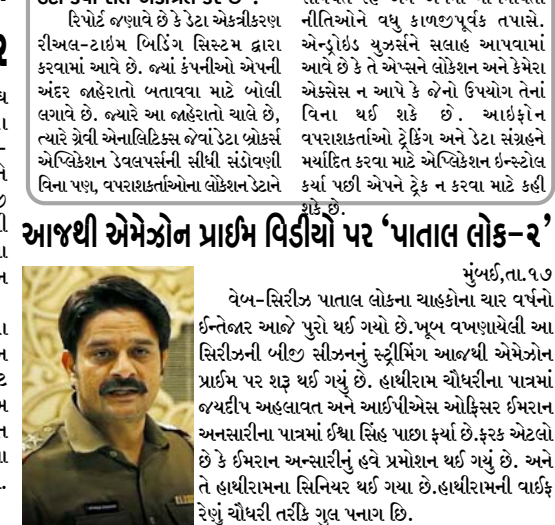 રિપોર્ટ જણાવે છે કે ડેટા એકત્રીકરણ
રીઅલ-ટાઇમ બિડિંગ સિસ્ટમ દ્વારા
કરવામાં આવે છે. જ્યાં કંપનીઓ એપની
અંદર જાહેરાતો બતાવવા માટે બોલી
લગાવે છે. જ્યારે આ જાહેરાતો ચાલે છે,
ત્યારે ગ્રેવી એનાલિટિક્સ જેવાં ડેટા બ્રોકર્સ
એપ્લિકેશન ડેવલપર્સની સીધી સંડોવણી
વિના પણ, વપરાશકર્તાઓના લોકેશન ડેટાને
નીતિઓને વધુ કાળજીપૂર્વક તપાસે.
એન્ડ્રોઇડ યુઝર્સને સલાહ આપવામાં
આવે છે કે તે એપ્સને લોકેશન અને કેમેરા
એક્સેસ ન આપે કે જેનો ઉપયોગ તેનાં
વિના થઈ શકે છે. આઇફોન
વપરાશકર્તાઓ ટ્રેકિંગ અને ડેટા સંગ્રહને
મર્યાદિત કરવા માટે એપ્લિકેશન ઇન્સ્ટોલ
કર્યા પછી એપને ટ્રેક ન કરવા માટે કહી
શકે છે.
આજથી એમેઝોન પ્રાઈમ વિડીયો પર ‘પાતાલ લોક-૨’
મુંબઈ,તા.૧૭
વેબ-સિરીઝ પાતાલ લોકના ચાહકોના ચાર વર્ષનો
ઈન્તેજાર આજે પુરો થઈ ગયો છે.ખૂબ વખણાયેલી આ
સિરીઝની બીજી સીઝનનું સ્ટ્રીમિંગ આજથી એમેઝોન
પ્રાઈમ પર શરૂ થઈ ગયું છે. હાથીરામ ચૌધરીના પાત્રમાં
જયદીપ અહલાવત અને આઈપીએસ ઓફિસર ઈમરાન
અનસારીના પાત્રમાં ઈશ્વા સિંહ પાછા ફર્યા છે.ફરક એટલો
છે કે ઈમરાન અન્સારીનું હવે પ્રમોશન થઈ ગયું છે. અને
તે હાથીરામના સિનિયર થઈ ગયા છે.હાથીરામની વાઈફ
રેણું ચૌધરી તરીકે ગુલ પનાગ છિ.